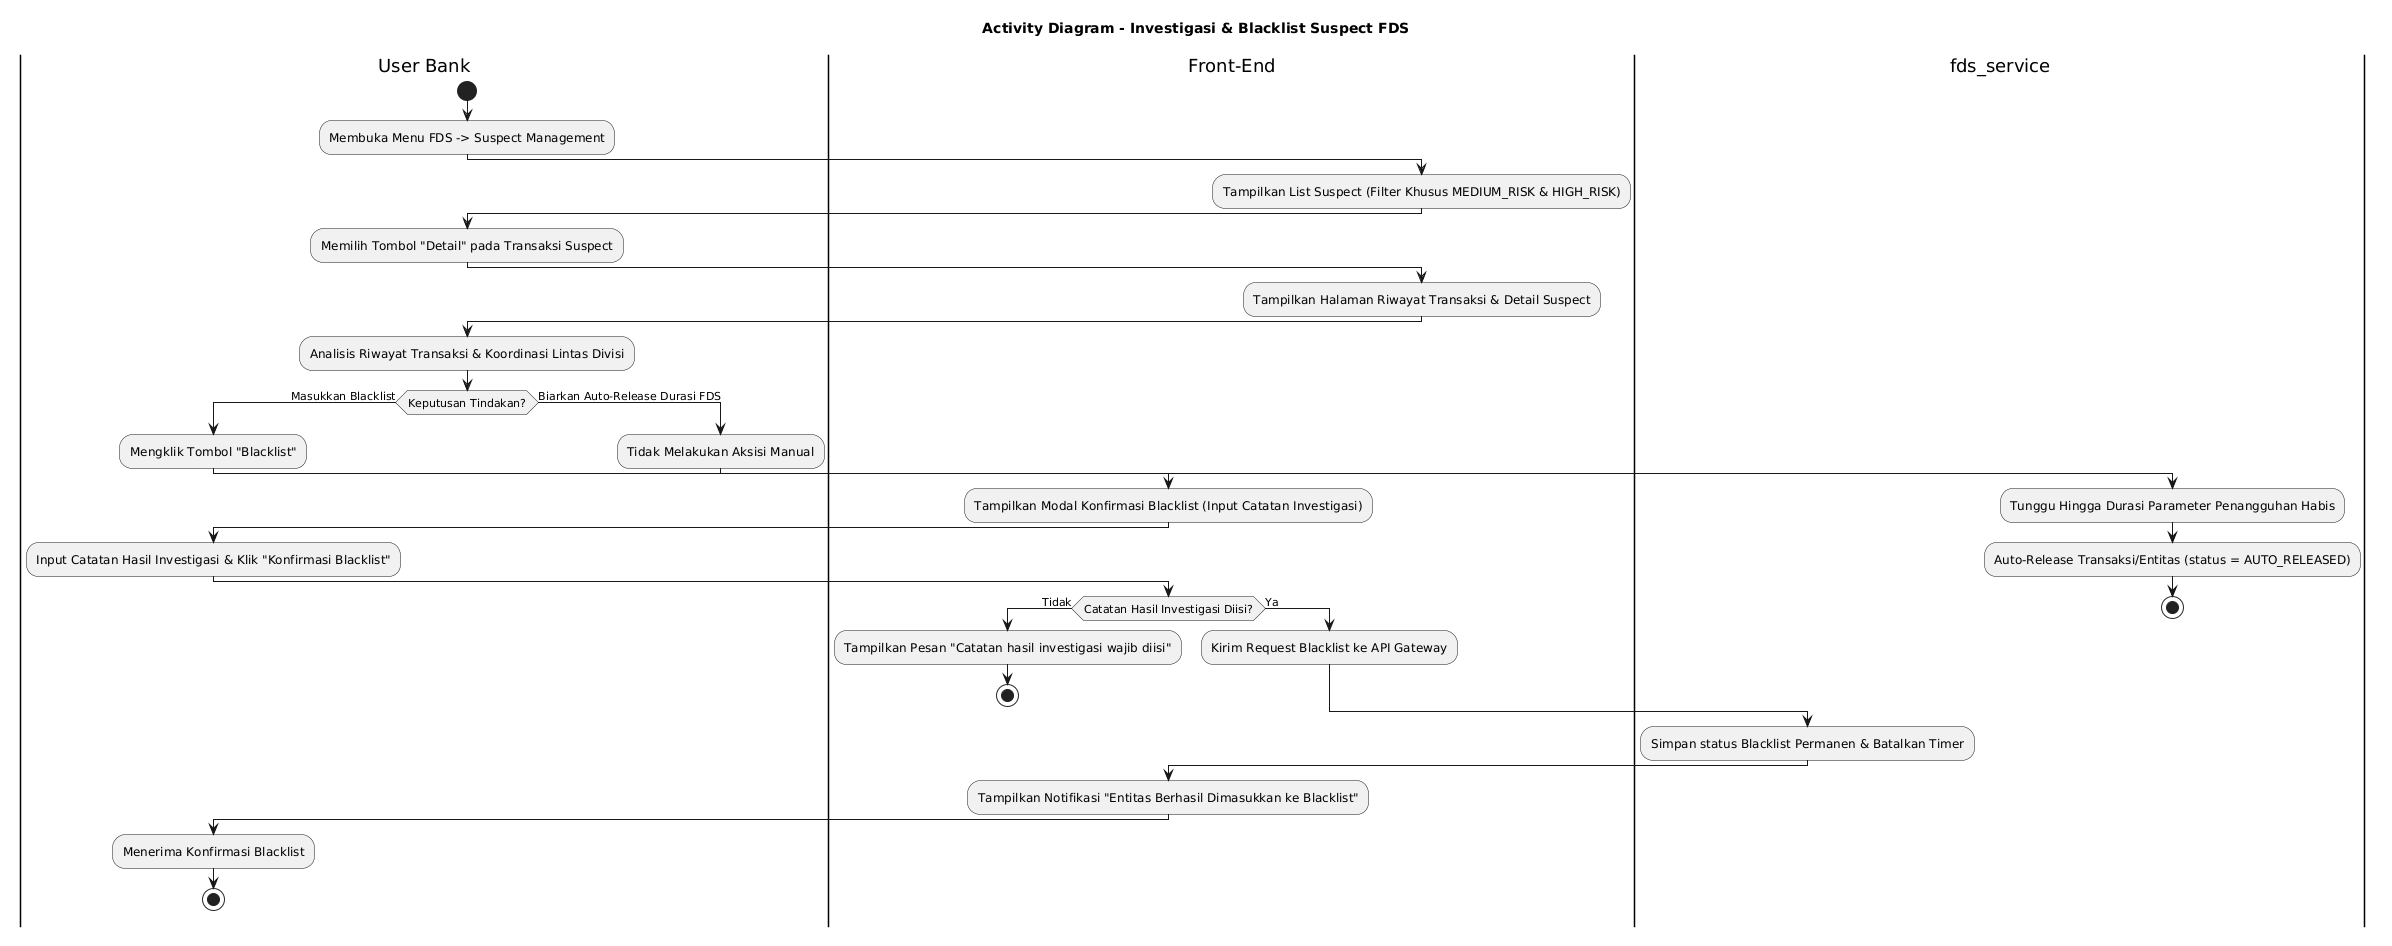 Activity Diagram - Investigasi & Blacklist Suspect FDS
User Bank
Front-End
fds_service
Membuka Menu FDS -> Suspect Management
Tampilkan List Suspect (Filter Khusus MEDIUM_RISK & HIGH_RISK)
Memilih Tombol "Detail" pada Transaksi Suspect
Tampilkan Halaman Riwayat Transaksi & Detail Suspect
Analisis Riwayat Transaksi & Koordinasi Lintas Divisi
Masukkan Blacklist
Keputusan Tindakan?
Biarkan Auto-Release Durasi FDS
Mengklik Tombol "Blacklist"
Tidak Melakukan Aksisi Manual
Tampilkan Modal Konfirmasi Blacklist (Input Catatan Investigasi)
Tunggu Hingga Durasi Parameter Penangguhan Habis
Input Catatan Hasil Investigasi & Klik "Konfirmasi Blacklist"
Auto-Release Transaksi/Entitas (status = AUTO_RELEASED)
Tidak
Catatan Hasil Investigasi Diisi?
Ya
Tampilkan Pesan "Catatan hasil investigasi wajib diisi"
Kirim Request Blacklist ke API Gateway
Simpan status Blacklist Permanen & Batalkan Timer
Tampilkan Notifikasi "Entitas Berhasil Dimasukkan ke Blacklist"
Menerima Konfirmasi Blacklist